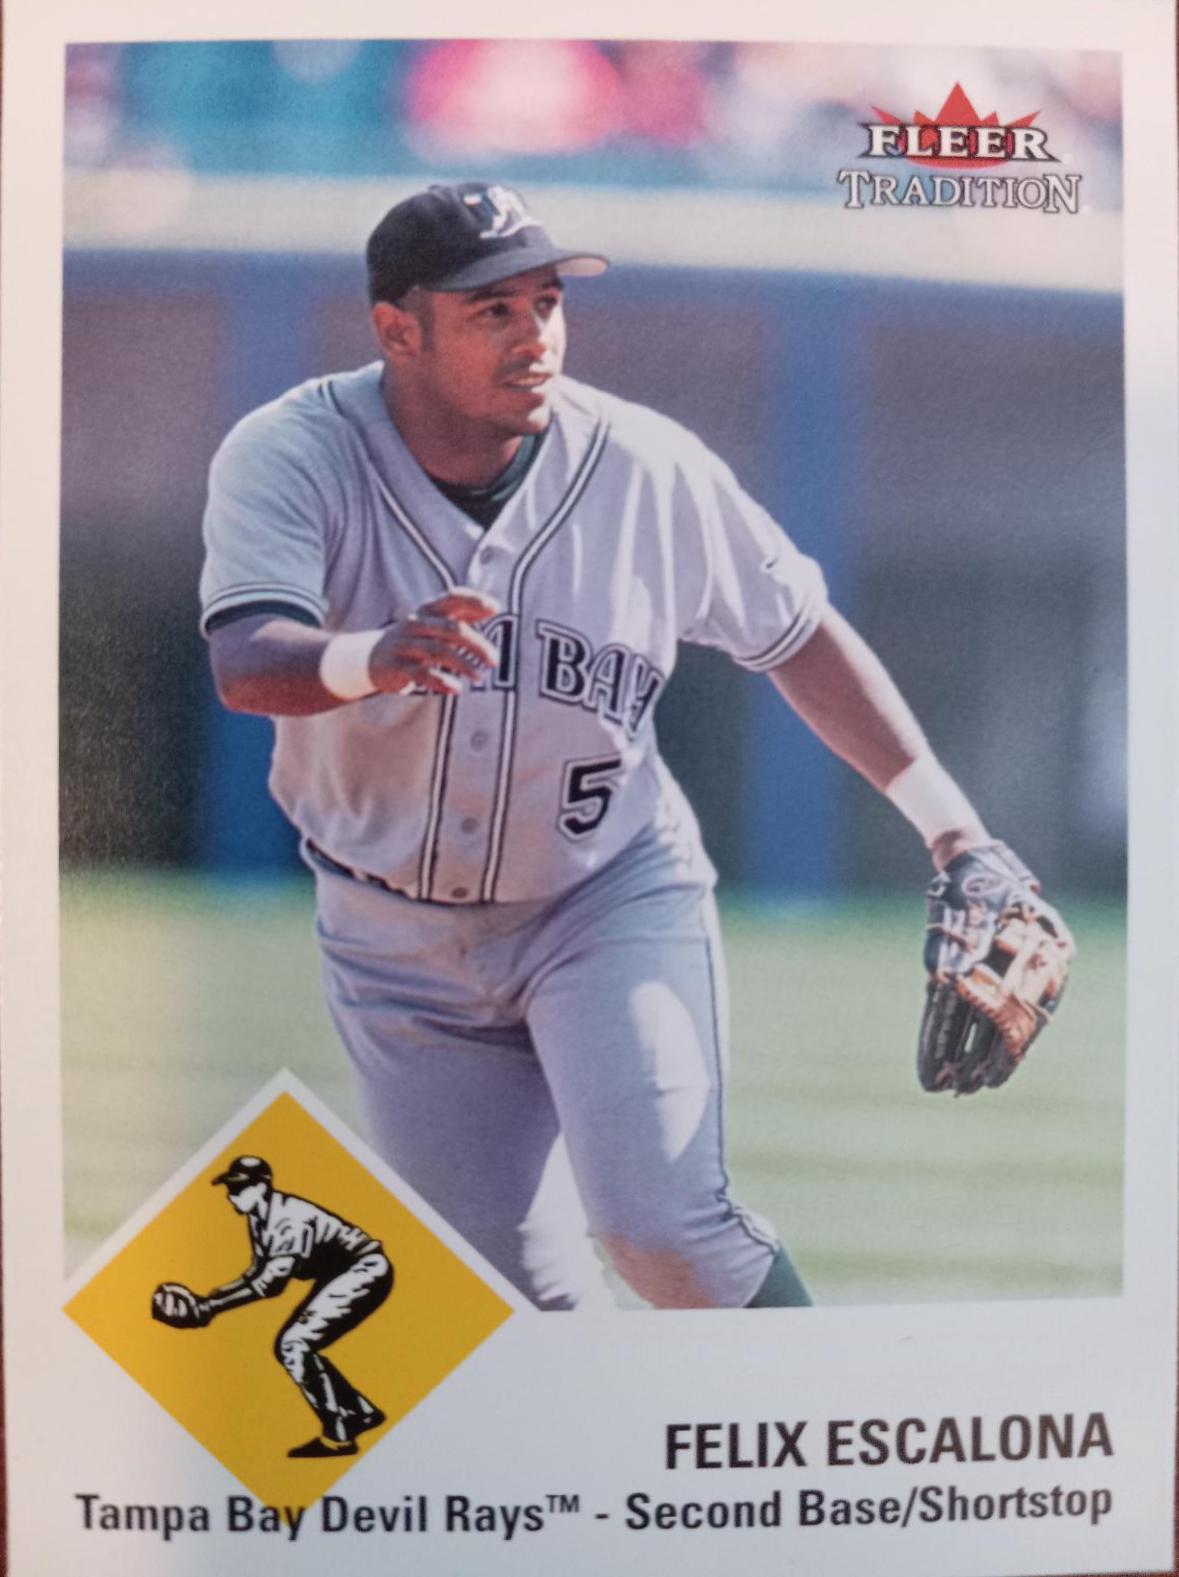 FLEER
TRADITION
BAY
5
FELIX ESCALONA
Tampa Bay Devil Rays™ - Second Base/Shortstop